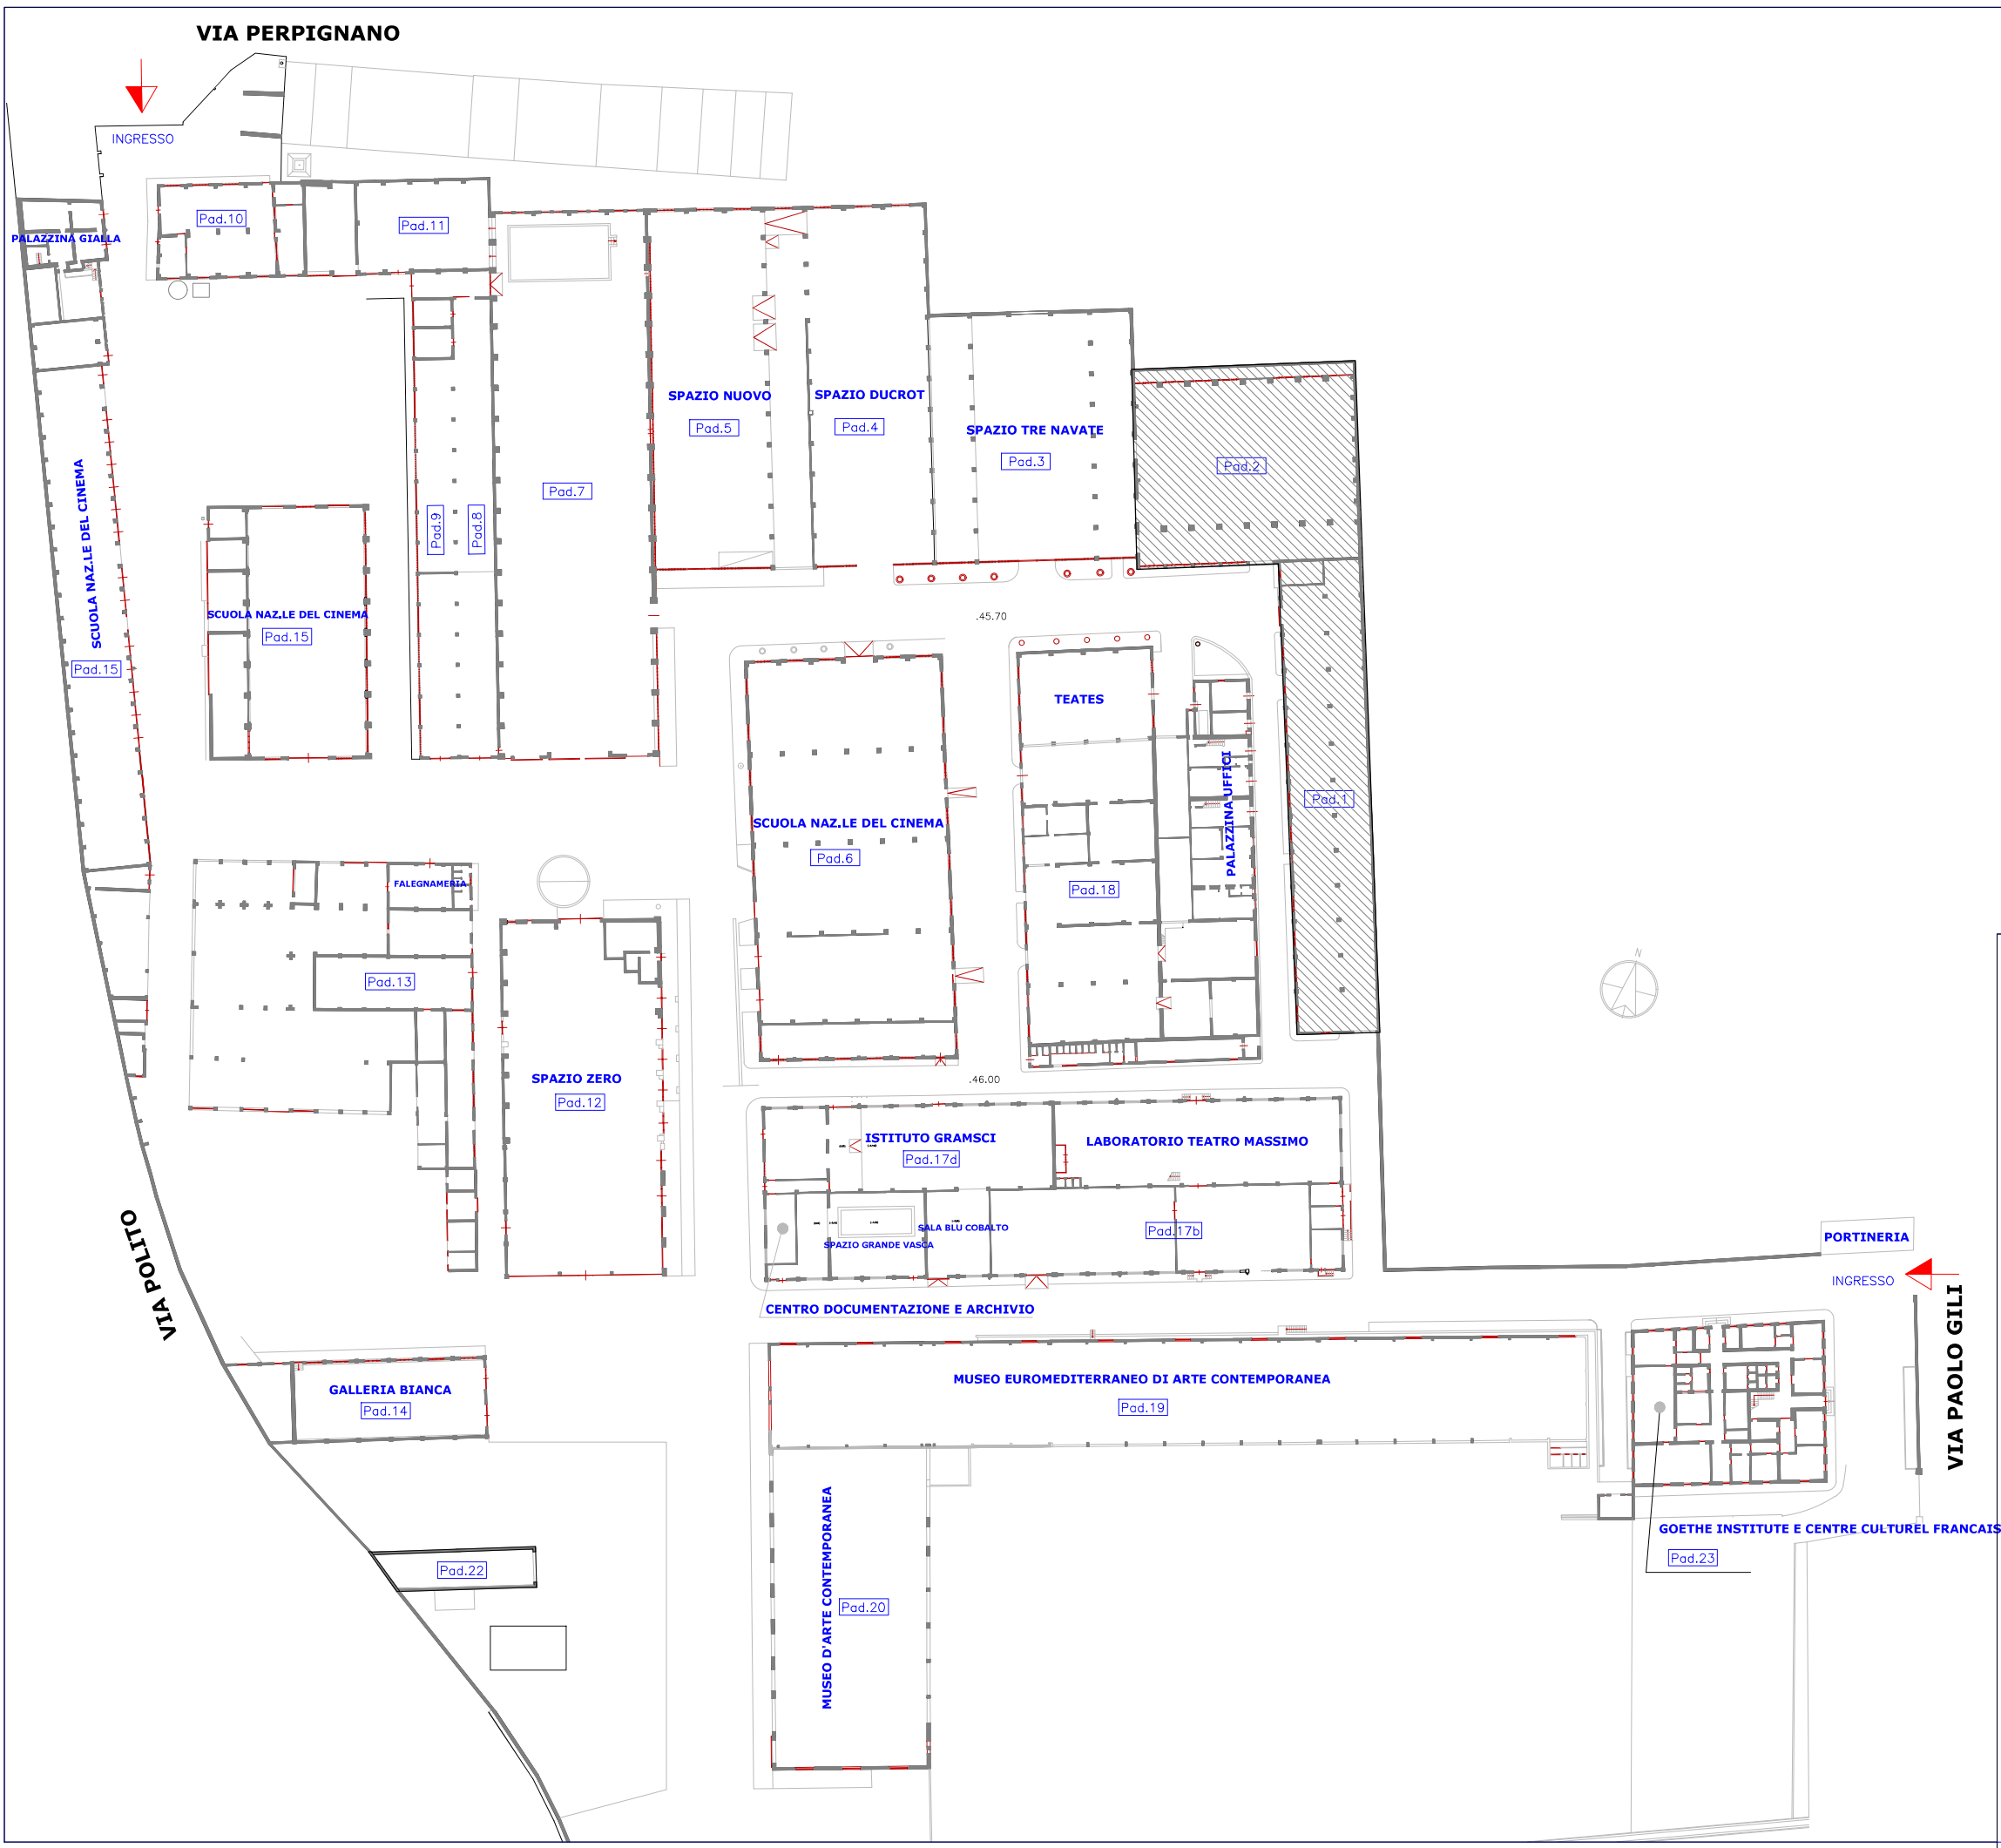 VIA PERPIGNANO
INGRESSO
Pad.10
Pad.11
PALAZZINA GIALLA
SPAZIO NUOVO
Pad.5
SPAZIO DUCROT
Pad.4
SPAZIO TRE NAVATE
Pad.3
Pad.2
Pad.7
Pad.9
Pad.8
SCUOLA NAZ.LE DEL CINEMA
Pad.15
SCUOLA NAZ.LE DEL CINEMA
Pad.15
.45.70
TEATES
PALAZZINA UFFICI
Pad.1
SCUOLA NAZ.LE DEL CINEMA
Pad.6
Pad.18
FALEGNAMERIA
Pad.13
N
SPAZIO ZERO
Pad.12
.46.00
ISTITUTO GRAMSCI
Pad.17d
LABORATORIO TEATRO MASSIMO
SALA BLU COBALTO
SPAZIO GRANDE VASCA
Pad.17b
CENTRO DOCUMENTAZIONE E ARCHIVIO
PORTINERIA
INGRESSO
VIA PAOLO GILI
VIA POLITO
GALLERIA BIANCA
Pad.14
MUSEO EUROMEDITERRANEO DI ARTE CONTEMPORANEA
Pad.19
MUSEO D'ARTE CONTEMPORANEA
Pad.20
GOETHE INSTITUTE E CENTRE CULTUREL FRANCAIS
Pad.23
Pad.22